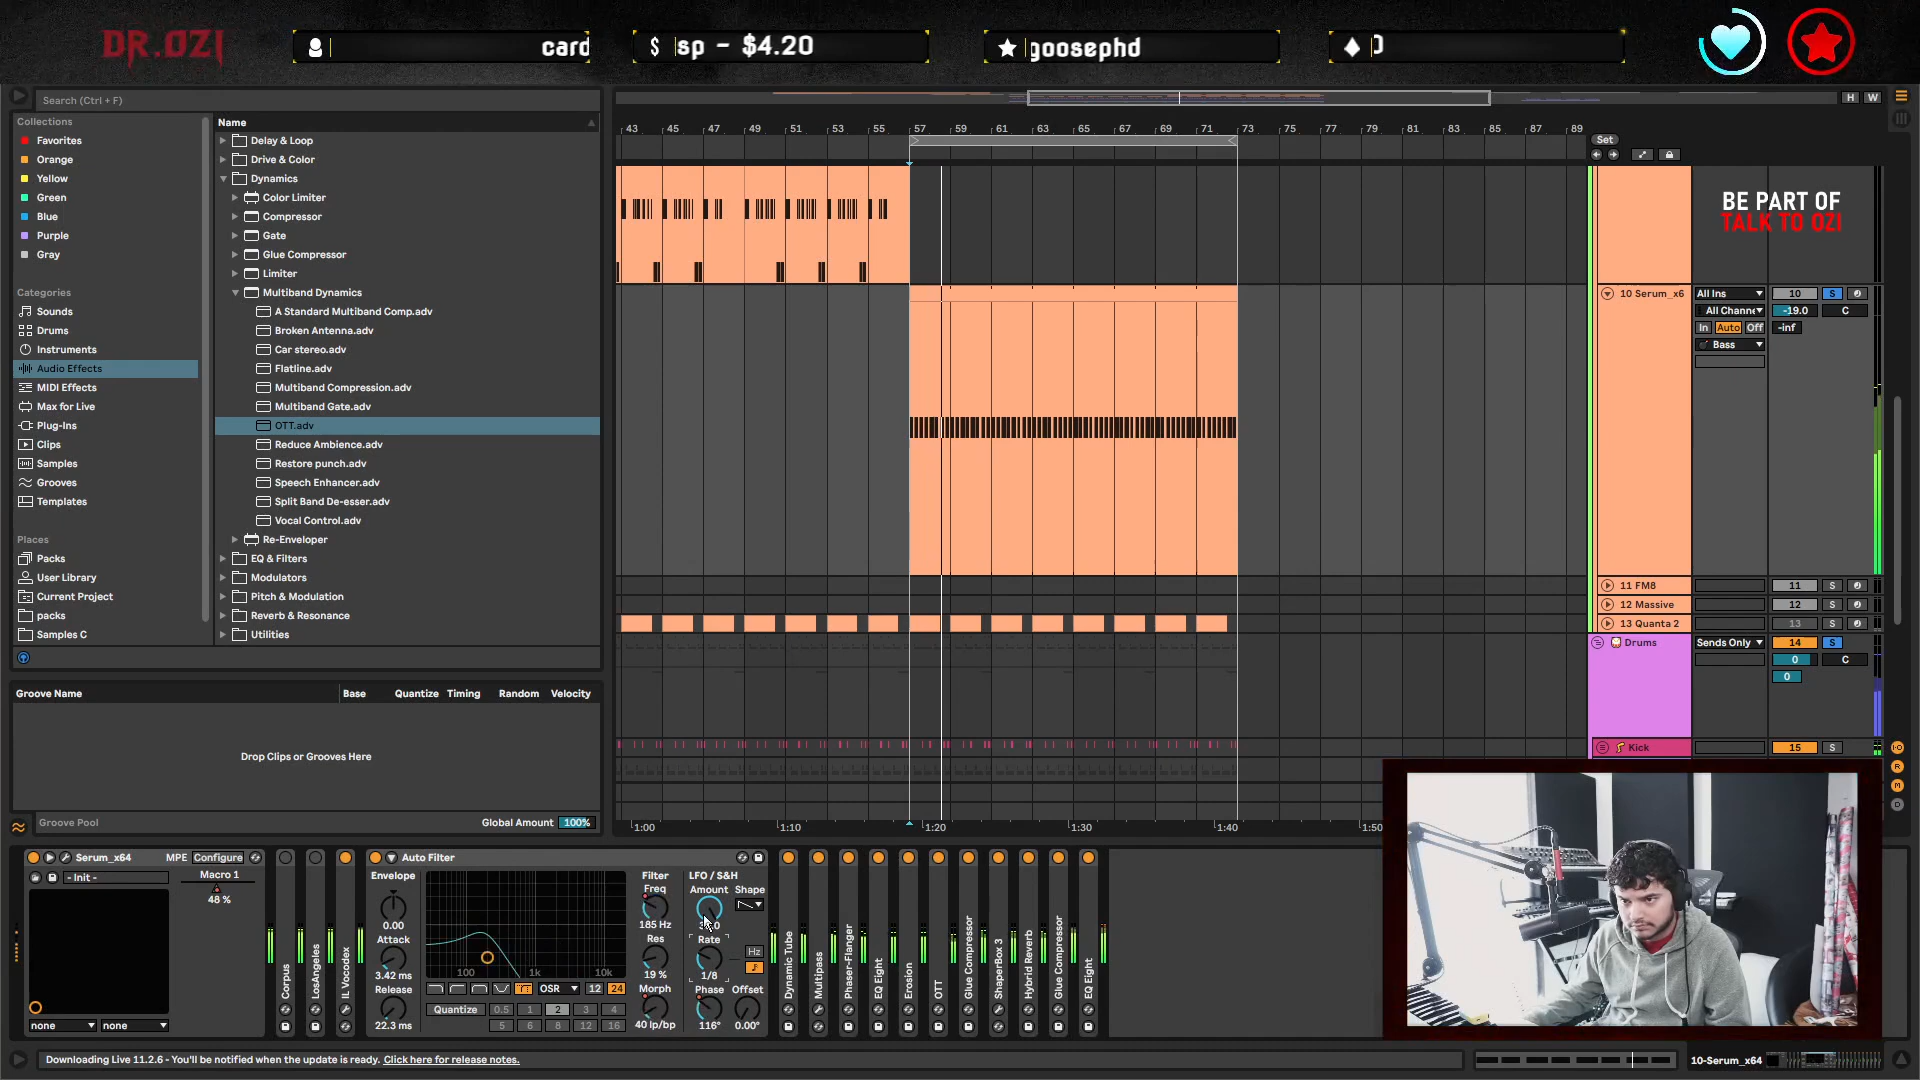 DR.OZI
card
$ sp - $4.20
goosephd
Search (Ctrl + F)
H W
Collections
Favorites
Orange
Yellow
Green
Blue
Purple
Gray
Categories
Sounds
Drums
Instruments
Audio Effects
MIDI Effects
Max for Live
Plug-Ins
Clips
Samples
Grooves
Templates
Places
Packs
User Library
Current Project
packs
Samples C
Name
Delay & Loop
Drive & Color
Dynamics
Color Limiter
Compressor
Gate
Glue Compressor
Limiter
Multiband Dynamics
A Standard Multiband Comp.adv
Broken Antenna.adv
Car stereo.adv
Flatline.adv
Multiband Compression.adv
Multiband Gate.adv
OTT.adv
Reduce Ambience.adv
Restore punch.adv
Speech Enhancer.adv
Split Band De-esser.adv
Vocal Control.adv
Re-Enveloper
EQ & Filters
Modulators
Pitch & Modulation
Reverb & Resonance
Utilities
43 45 47 49 51 53 55 57 59 61 63 65 67 69 71 73 75 77 79 81 83 85 87 89
Set
BE PART OF
TALK TO OZI
10 Serum_x6 All Ins 10 S
All Channe -19.0 C
In Auto Off -inf
Bass
11 FM8 11 S
12 Massive 12 S
13 Quanta 2 13 S
Drums Sends Only 14 S
0 C
0
Kick 15 S
R
M
D
1:00 1:10 1:20 1:30 1:40 1:50
Groove Name Base Quantize Timing Random Velocity
Drop Clips or Grooves Here
Groove Pool Global Amount 100%
Serum_x64 MPE Configure
- Init -
Macro 1
48 %
none none
Corpus
LosAngeles
IL Vocodex
Auto Filter
Envelope
0.00
Attack
3.42 ms
Release
22.3 ms
100 1k 10k
OSR 12 24
Quantize 0.5 1 2 3 4
5 6 8 12 16
Filter
Freq
185 Hz
Res
19 %
Morph
40 lp/bp
LFO / S&H
Amount Shape
Rate
Hz
1/8
Phase Offset
116° 0.00°
Dynamic Tube
Multipass
Phaser-Flanger
EQ Eight
Erosion
OTT
Glue Compressor
ShaperBox 3
Hybrid Reverb
Glue Compressor
EQ Eight
Downloading Live 11.2.6 - You'll be notified when the update is ready. Click here for release notes.
10-Serum_x64